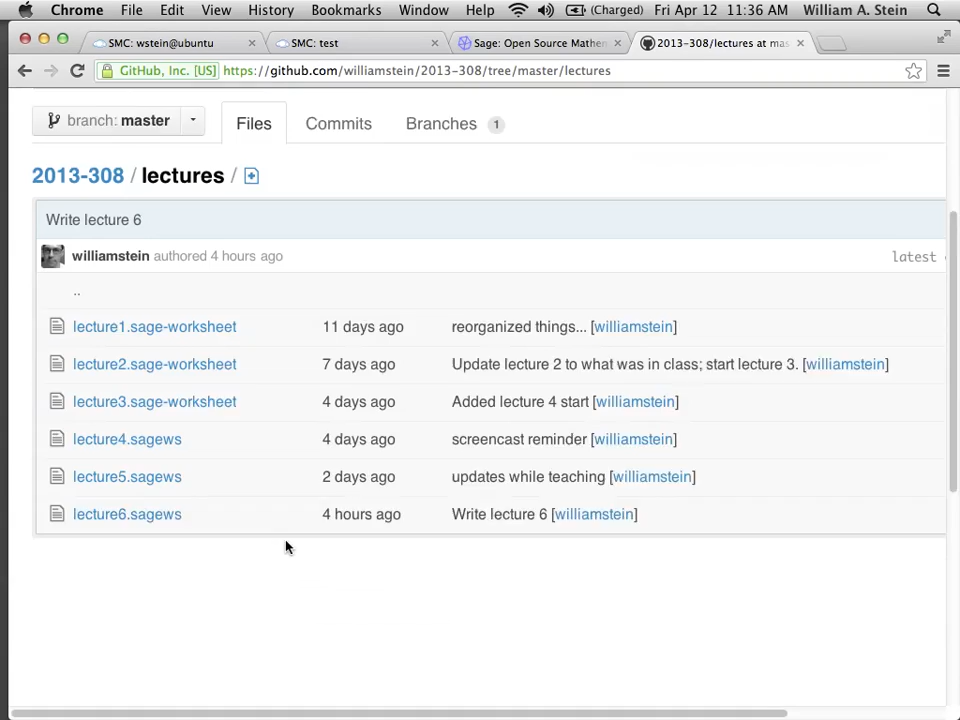 Chrome File Edit View History Bookmarks Window Help (Charged) Fri Apr 12 11:36 AM William A. Stein
SMC: wstein@ubuntu SMC: test Sage: Open Source Mathem 2013-308/lectures at mas
GitHub, Inc. [US] https://github.com/williamstein/2013-308/tree/master/lectures
branch: master Files Commits Branches 1
2013-308 / lectures /
Write lecture 6
williamstein authored 4 hours ago latest
..
lecture1.sage-worksheet 11 days ago reorganized things... [williamstein]
lecture2.sage-worksheet 7 days ago Update lecture 2 to what was in class; start lecture 3. [williamstein]
lecture3.sage-worksheet 4 days ago Added lecture 4 start [williamstein]
lecture4.sagews 4 days ago screencast reminder [williamstein]
lecture5.sagews 2 days ago updates while teaching [williamstein]
lecture6.sagews 4 hours ago Write lecture 6 [williamstein]